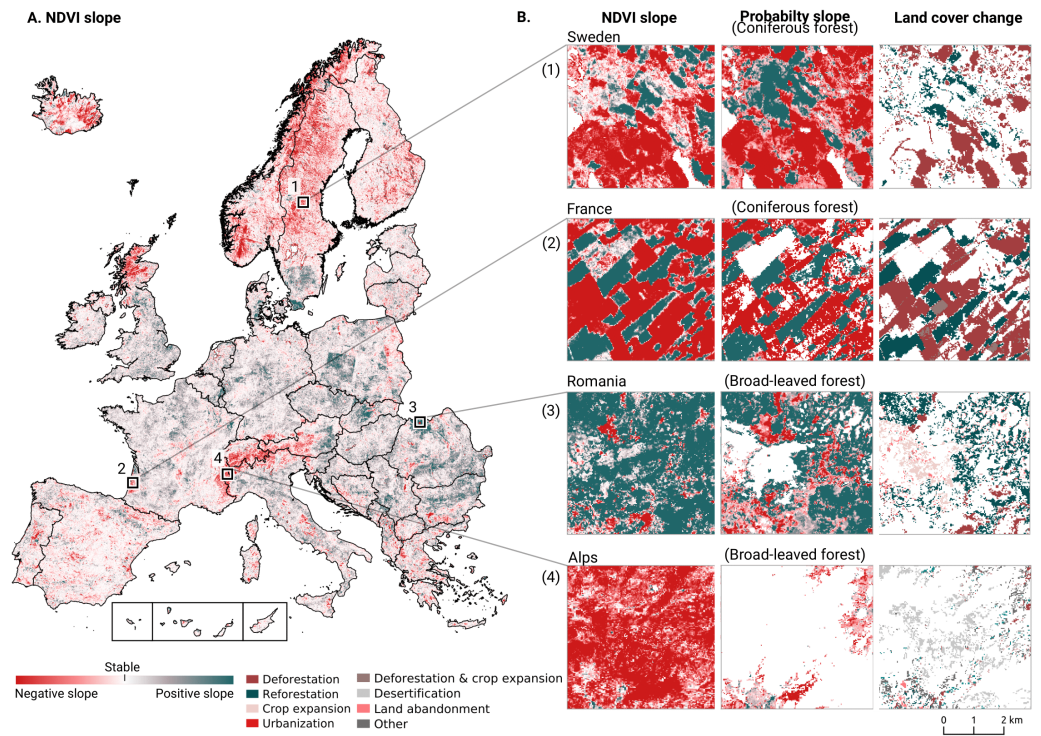 A. NDVI slope
B.
NDVI slope
Probabilty slope
(Coniferous forest)
Land cover change
Sweden
(1)
France
(Coniferous forest)
(2)
Romania
(Broad-leaved forest)
(3)
Alps
(Broad-leaved forest)
(4)
1
2
3
4
Stable
Negative slope
Positive slope
Deforestation
Reforestation
Crop expansion
Urbanization
Deforestation & crop expansion
Desertification
Land abandonment
Other
0 1 2 km